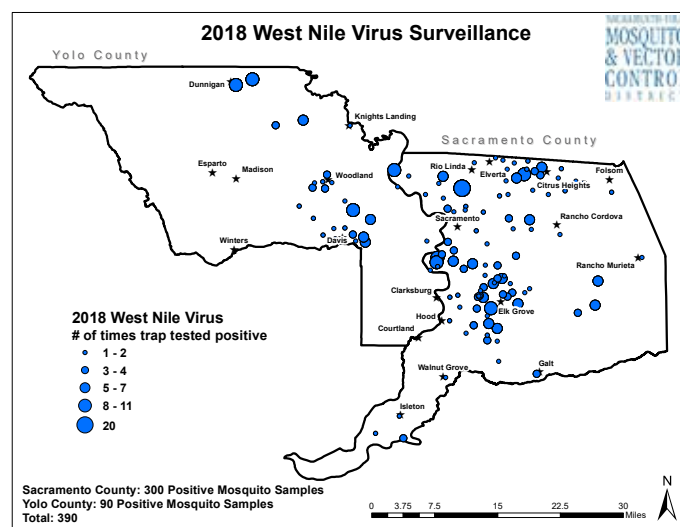 2018 West Nile Virus Surveillance
SACRAMENTO-YOLO
MOSQUITO
& VECTOR
CONTROL
DISTRICT
Yolo County
Dunnigan
Knights Landing
Sacramento County
Esparto
Madison
Woodland
Rio Linda
Elverta
Folsom
Citrus Heights
Sacramento
Rancho Cordova
Winters
Davis
Rancho Murieta
Clarksburg
Elk Grove
Hood
Courtland
Walnut Grove
Galt
Isleton
2018 West Nile Virus
# of times trap tested positive
1 - 2
3 - 4
5 - 7
8 - 11
20
Sacramento County: 300 Positive Mosquito Samples
Yolo County: 90 Positive Mosquito Samples
Total: 390
N
0 3.75 7.5 15 22.5 30
Miles